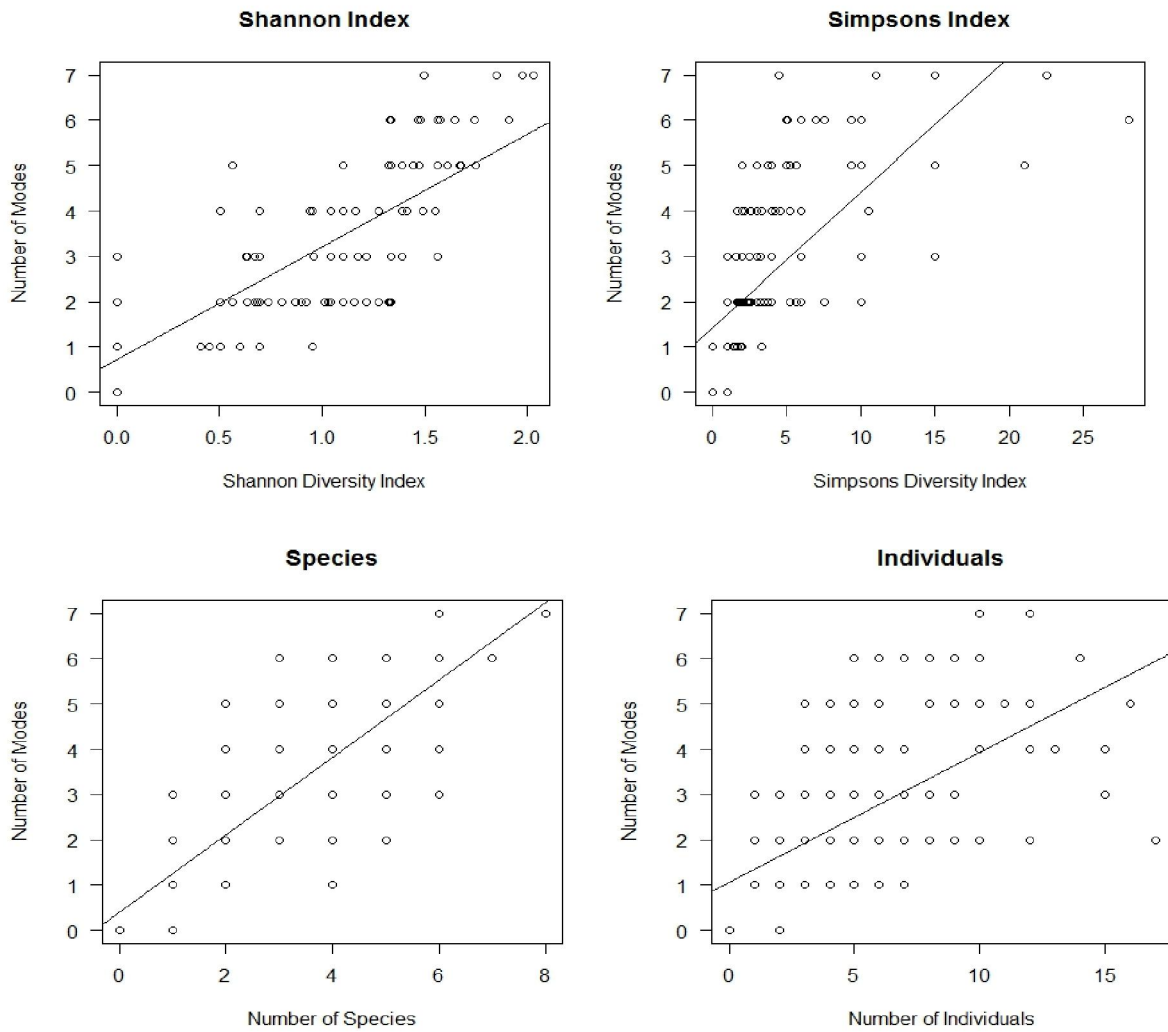 Shannon Index
Number of Modes
7
6
5
4
3
2
1
0
0.0 0.5 1.0 1.5 2.0
Shannon Diversity Index
Simpsons Index
Number of Modes
7
6
5
4
3
2
1
0
0 5 10 15 20 25
Simpsons Diversity Index
Species
Number of Modes
7
6
5
4
3
2
1
0
0 2 4 6 8
Number of Species
Individuals
Number of Modes
7
6
5
4
3
2
1
0
0 5 10 15
Number of Individuals